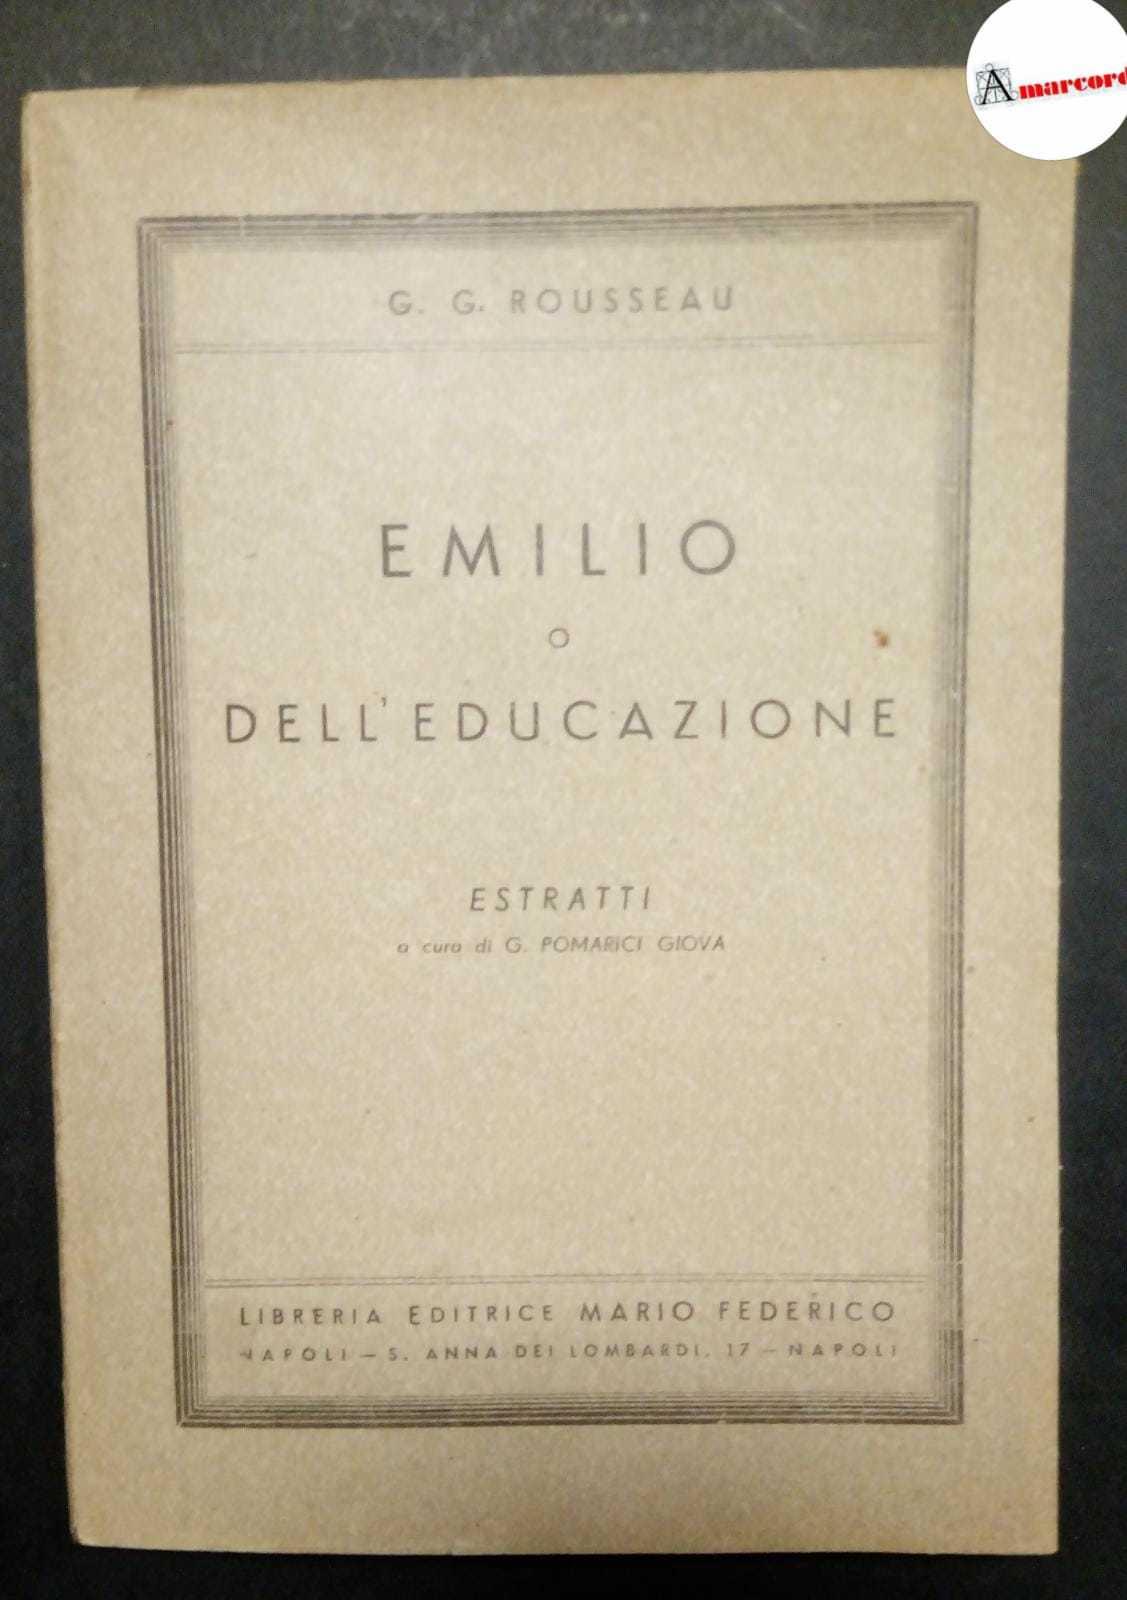 Amarcord
G. G. ROUSSEAU
EMILIO
O
DELL'EDUCAZIONE
ESTRATTI
a cura di G. POMARICI GIOVA
LIBRERIA EDITRICE MARIO FEDERICO
NAPOLI — S. ANNA DEI LOMBARDI, 17 — NAPOLI